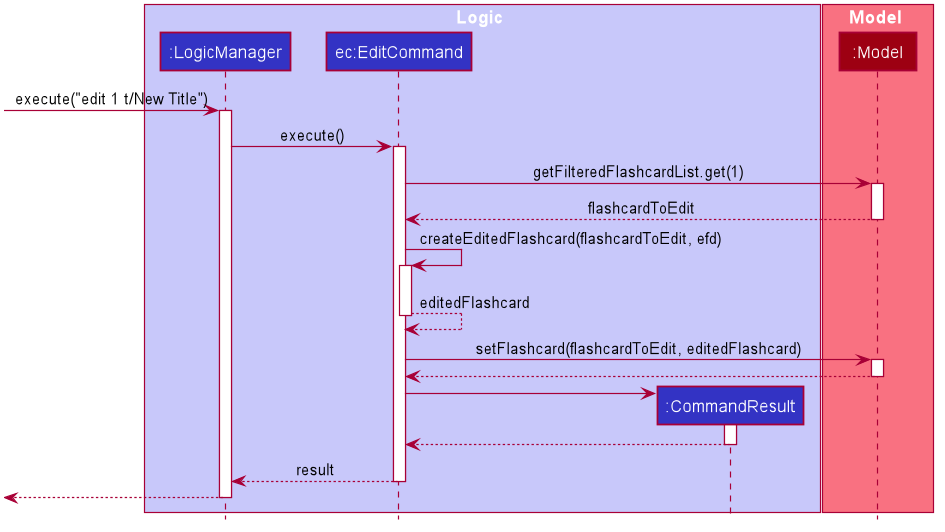 Logic
Model
:LogicManager
ec:EditCommand
:Model
execute("edit 1 t/New Title")
execute()
getFilteredFlashcardList.get(1)
flashcardToEdit
createEditedFlashcard(flashcardToEdit, efd)
editedFlashcard
setFlashcard(flashcardToEdit, editedFlashcard)
:CommandResult
result